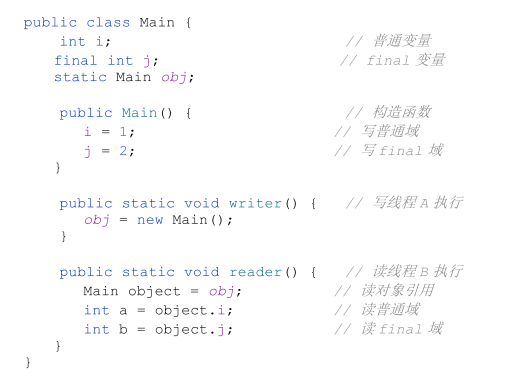 public class Main {
int i; // 普通变量
final int j; // final 变量
static Main obj;
public Main() { // 构造函数
i = 1; // 写普通域
j = 2; // 写 final 域
}
public static void writer() { // 写线程 A 执行
obj = new Main();
}
public static void reader() { // 读线程 B 执行
Main object = obj; // 读对象引用
int a = object.i; // 读普通域
int b = object.j; // 读 final 域
}
}